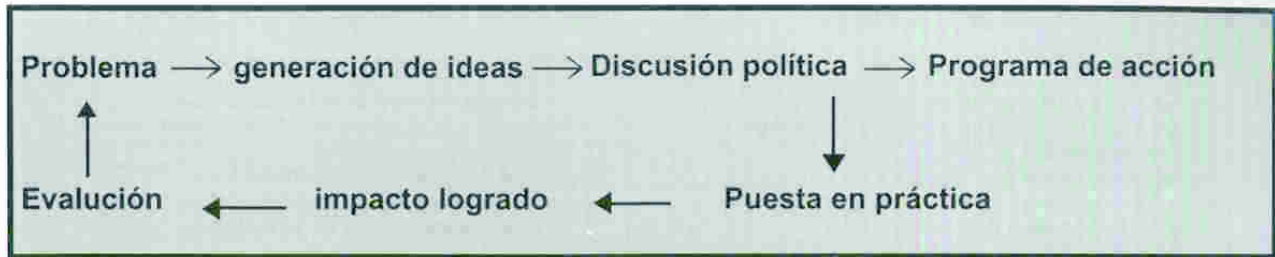 Problema → generación de ideas → Discusión política → Programa de acción
Evalución ← impacto logrado ← Puesta en práctica